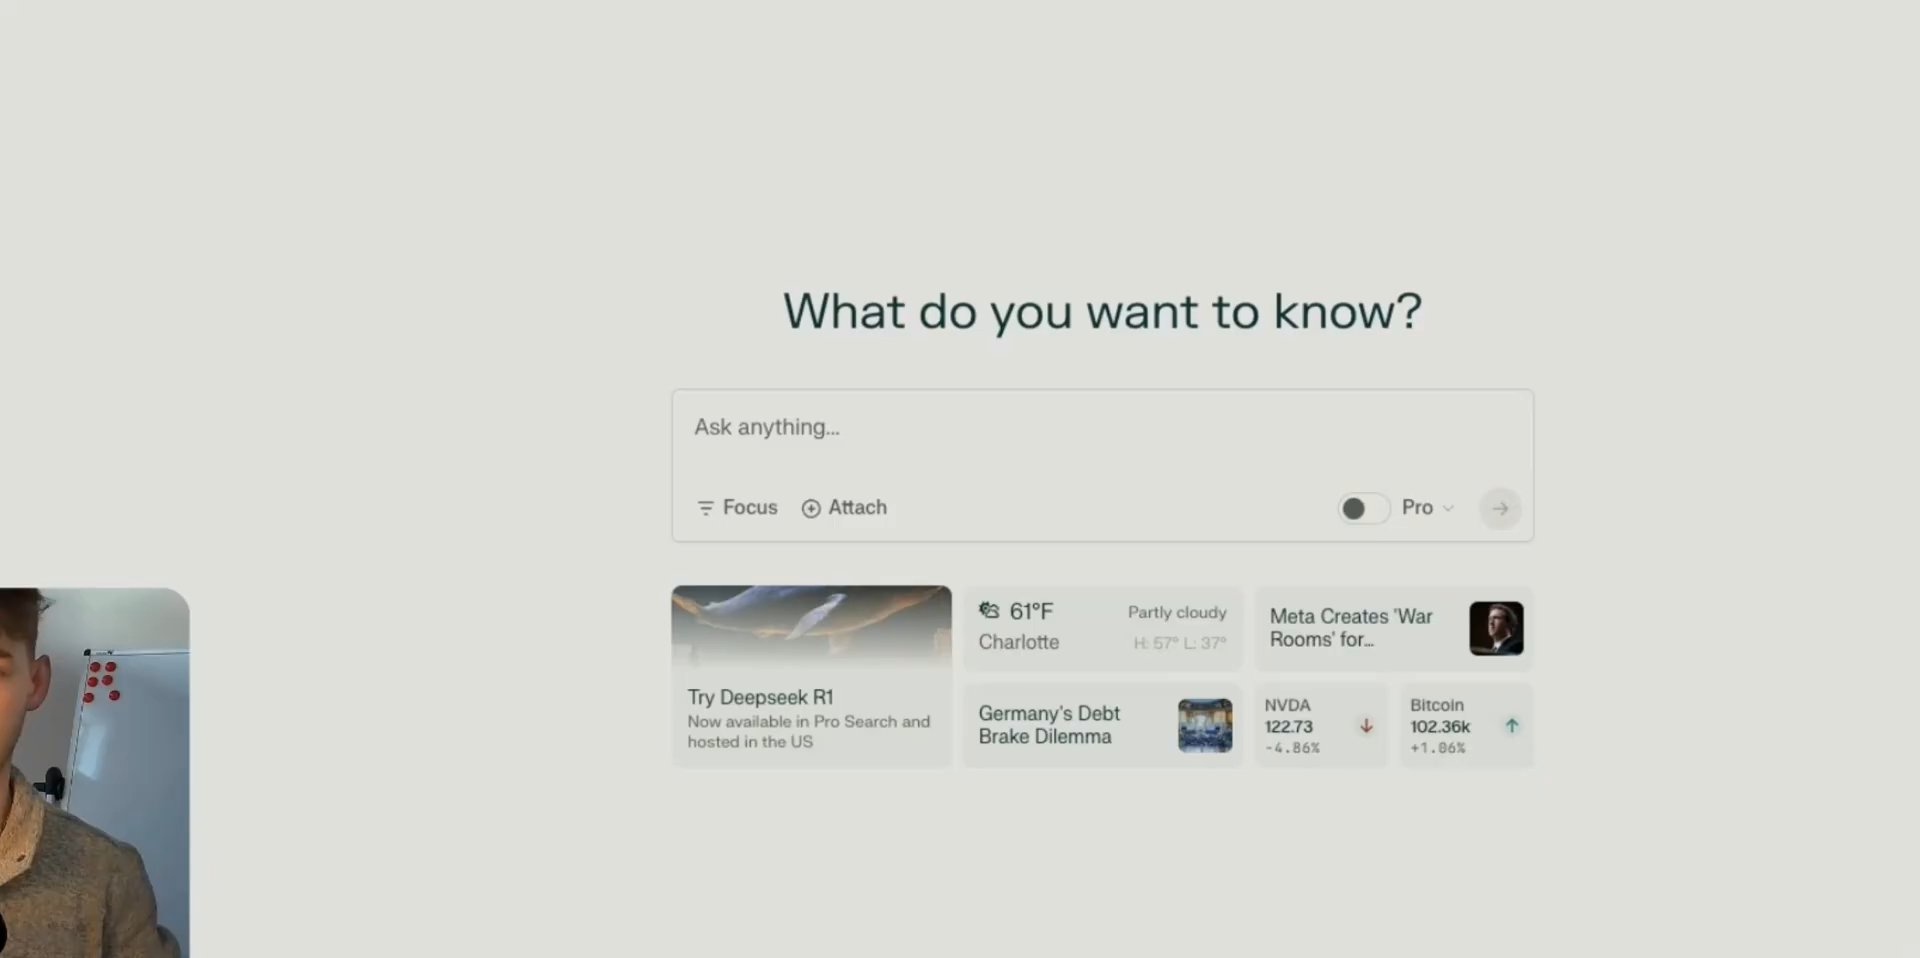 What do you want to know?
Ask anything...
Focus
Attach
Pro
Try Deepseek R1
Now available in Pro Search and
hosted in the US
61°F
Partly cloudy
Charlotte
H: 57° L: 37°
Meta Creates 'War
Rooms' for...
Germany's Debt
Brake Dilemma
NVDA
122.73
-4.86%
Bitcoin
102.36k
+1.06%